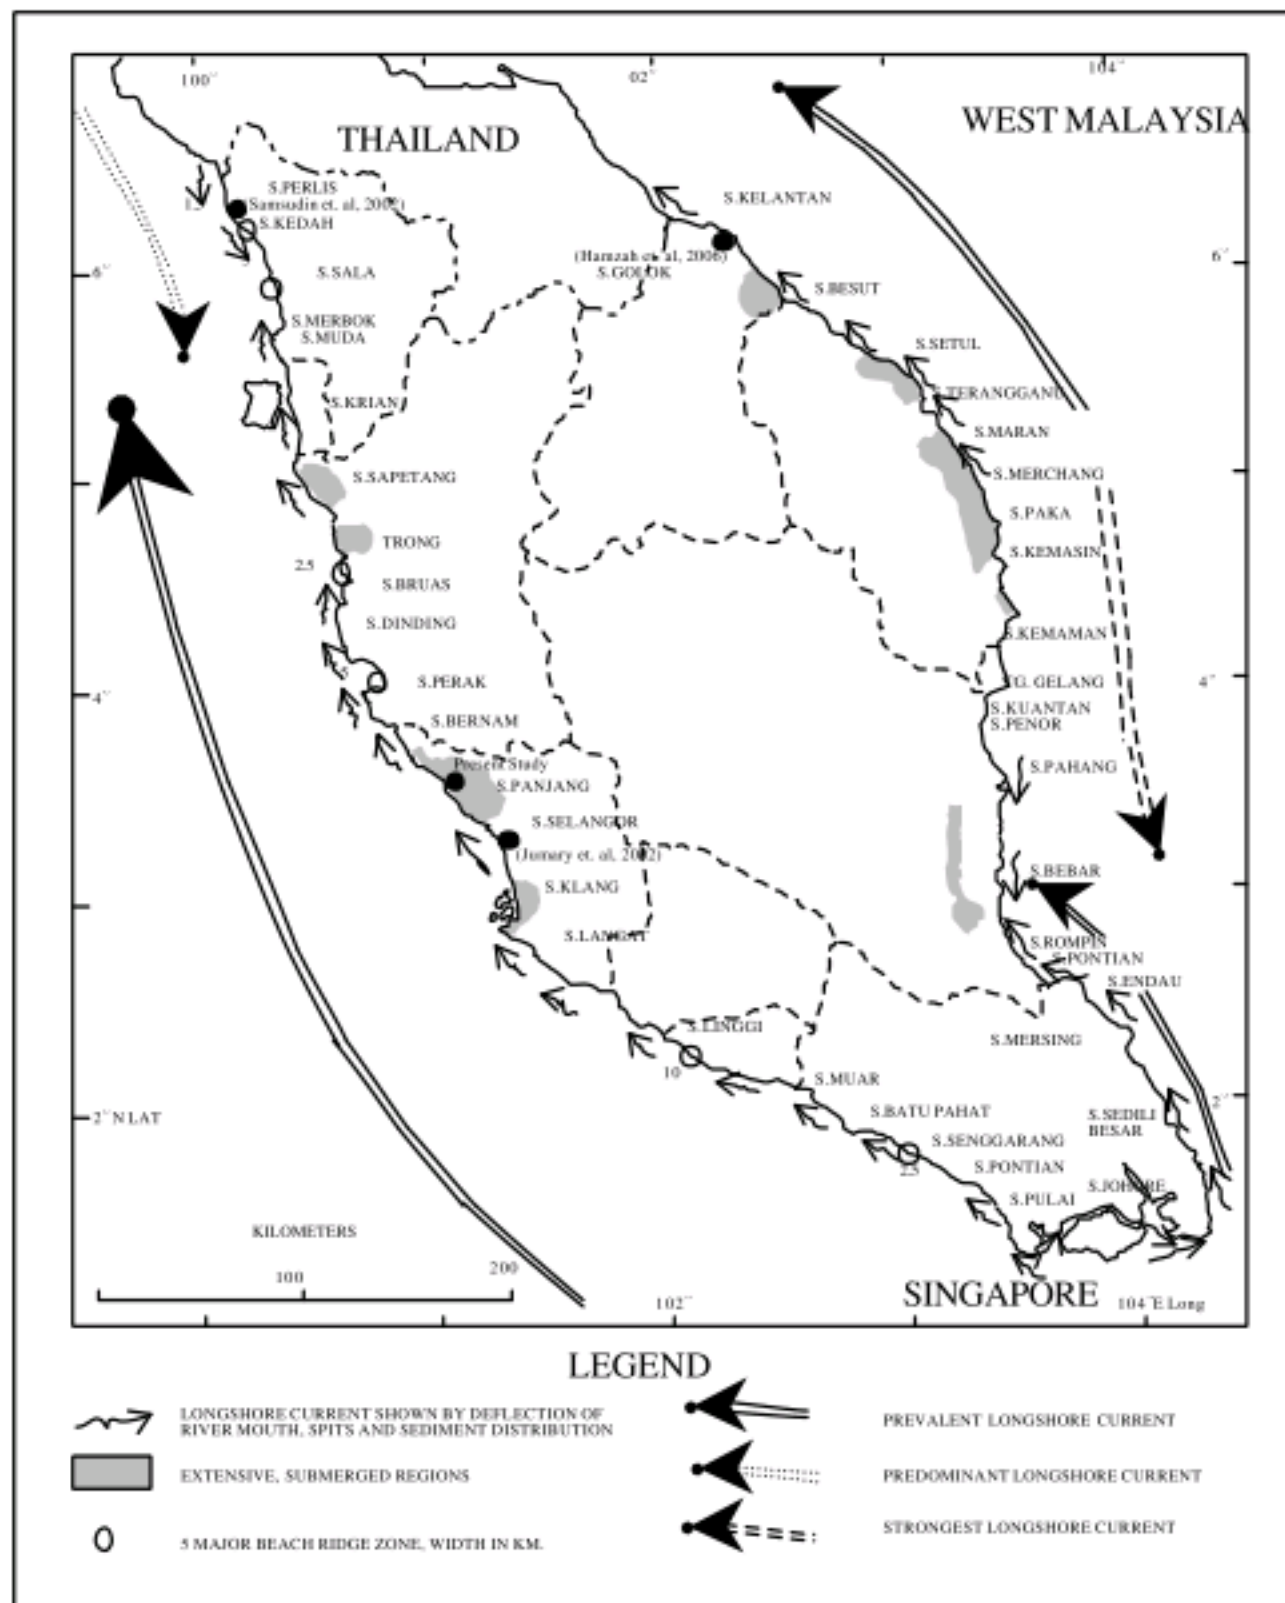 100°
02°
104°
WEST MALAYSIA
THAILAND
S.PERLIS
(Samsudin et. al, 2002)
S.KEDAH
S.KELANTAN
(Hamzah et. al, 2006)
S.GOLOK
6°
6°
S.SALA
S.BESUT
S.MERBOK
S.MUDA
S.SETUL
S.KRIAN
S.TERANGGANU
S.MARAN
S.SAPETANG
S.MERCHANG
S.PAKA
TRONG
S.KEMASIN
2.5
S.BRUAS
S.DINDING
S.KEMAMAN
S.PERAK
TG. GELANG
4°
4°
S.KUANTAN
S.BERNAM
S.PENOR
Present Study
S.PAHANG
S.PANJANG
S.SELANGOR
(Jumary et. al, 2002)
S.BEBAR
S.KLANG
S.LANGAT
S.ROMPIN
S.PONTIAN
S.ENDAU
S.LINGGI
S.MERSING
10
S.MUAR
2° N LAT
2°
S.BATU PAHAT
S.SEDILI
BESAR
S.SENGGARANG
2.5
S.PONTIAN
S.JOHORE
S.PULAI
KILOMETERS
100
200
SINGAPORE
102°
104°E Long
LEGEND
LONGSHORE CURRENT SHOWN BY DEFLECTION OF
RIVER MOUTH, SPITS AND SEDIMENT DISTRIBUTION
EXTENSIVE, SUBMERGED REGIONS
5 MAJOR BEACH RIDGE ZONE, WIDTH IN KM.
PREVALENT LONGSHORE CURRENT
PREDOMINANT LONGSHORE CURRENT
STRONGEST LONGSHORE CURRENT